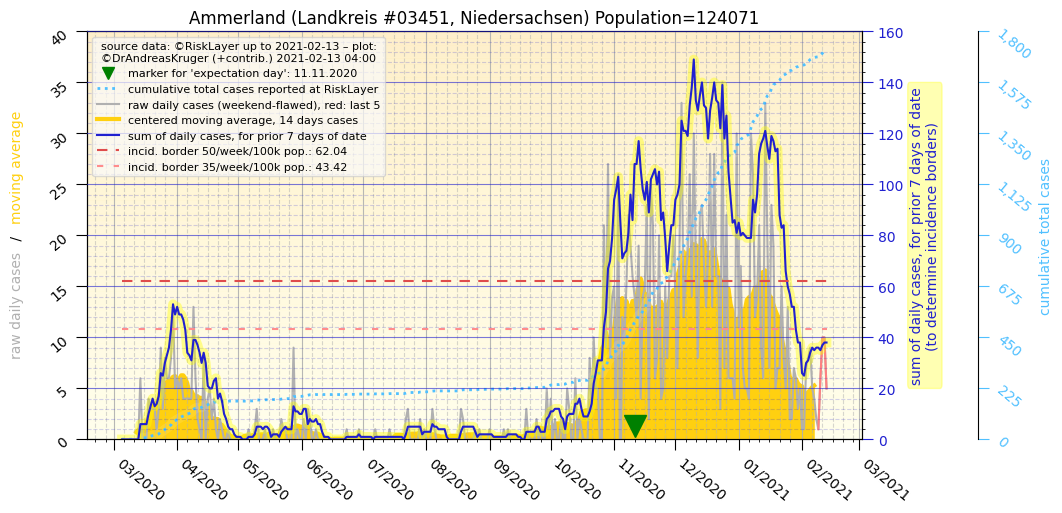 Ammerland (Landkreis #03451, Niedersachsen) Population=124071
source data: ©RiskLayer up to 2021-02-13 – plot:
©DrAndreasKruger (+contrib.) 2021-02-13 04:00
marker for 'expectation day': 11.11.2020
cumulative total cases reported at RiskLayer
raw daily cases (weekend-flawed), red: last 5
centered moving average, 14 days cases
sum of daily cases, for prior 7 days of date
incid. border 50/week/100k pop.: 62.04
incid. border 35/week/100k pop.: 43.42
raw daily cases / moving average
40
35
30
25
20
15
10
5
0
03/2020
04/2020
05/2020
06/2020
07/2020
08/2020
09/2020
10/2020
11/2020
12/2020
01/2021
02/2021
03/2021
160
140
120
100
80
60
40
20
0
sum of daily cases, for prior 7 days of date
(to determine incidence borders)
1,800
1,575
1,350
1,125
900
675
450
225
0
cumulative total cases